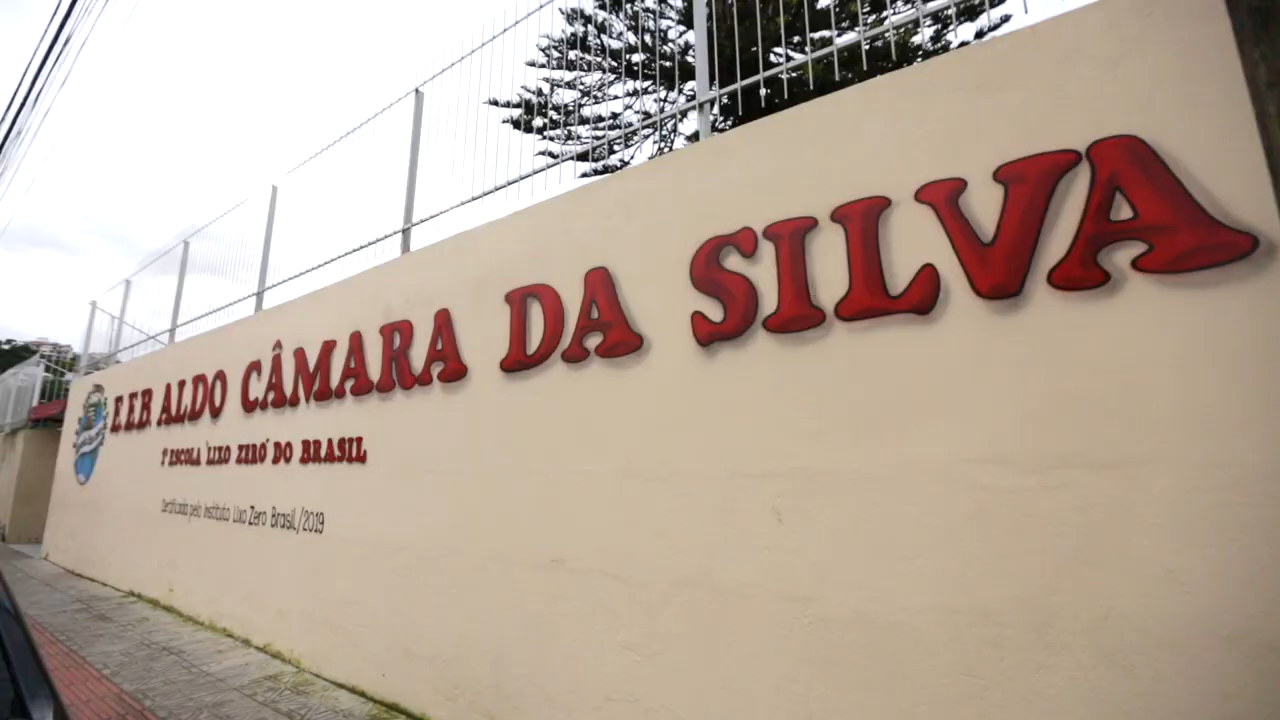 E.E.B. ALDO CÂMARA DA SILVA
1ª ESCOLA "LIXO ZERO" DO BRASIL
Certificada pelo Instituto Lixo Zero Brasil/2019